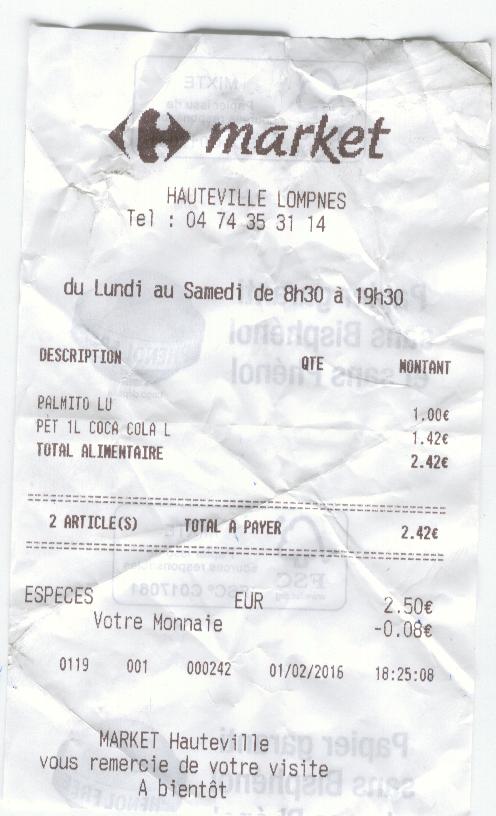 market
HAUTEVILLE LOMPNES
Tel : 04 74 35 31 14
du Lundi au Samedi de 8h30 à 19h30
DESCRIPTION QTE MONTANT
PALMITO LU 1,00€
PET 1L COCA COLA L 1.42€
TOTAL ALIMENTAIRE 2.42€
2 ARTICLE(S) TOTAL A PAYER 2.42€
ESPECES EUR 2.50€
Votre Monnaie -0.08€
0119 001 000242 01/02/2016 18:25:08
MARKET Hauteville
vous remercie de votre visite
A bientôt